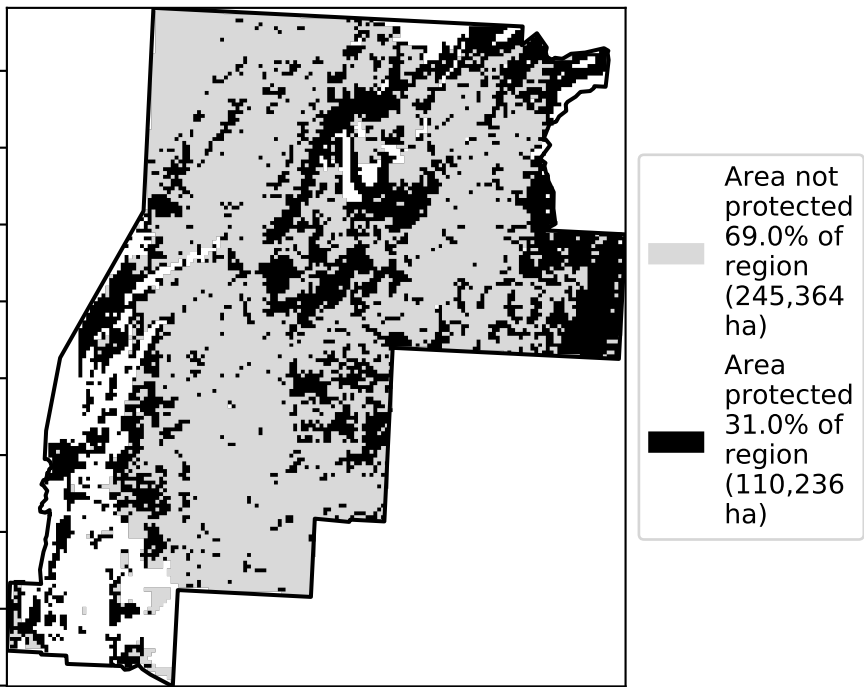 Area not
protected
69.0% of
region
(245,364
ha)
Area
protected
31.0% of
region
(110,236
ha)